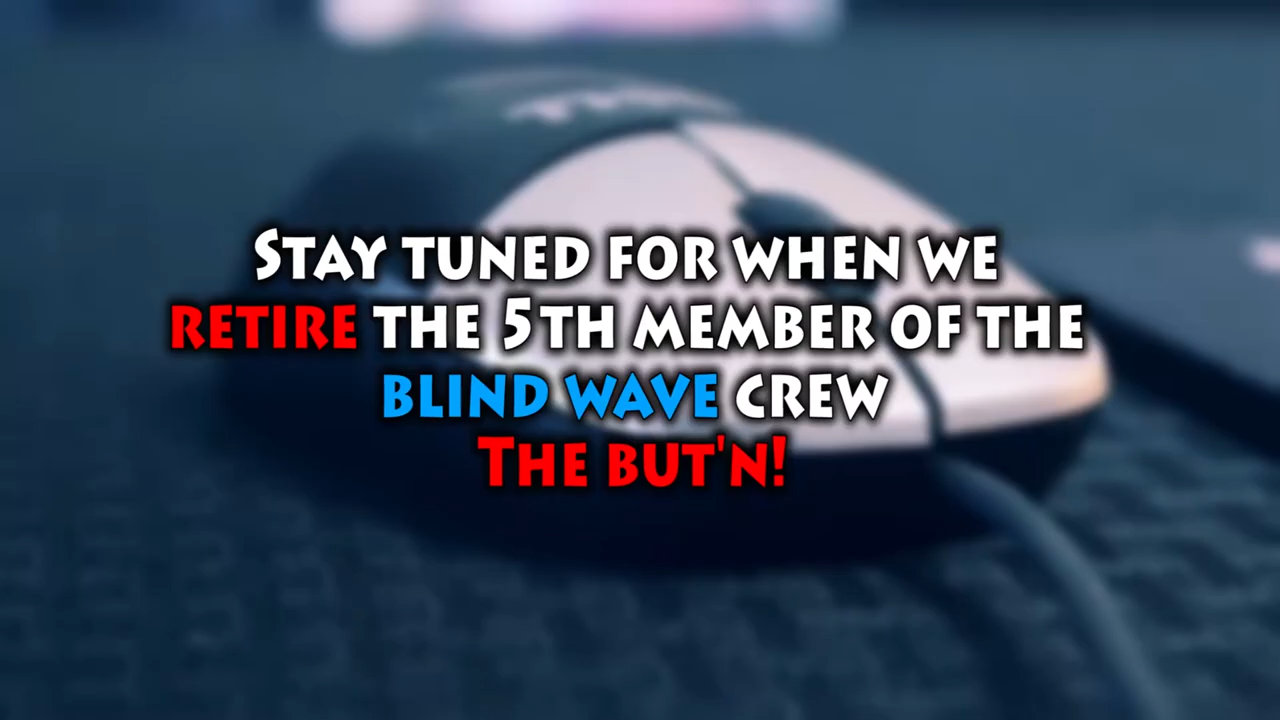 Stay tuned for when we
retire the 5th member of the
blind wave crew
The but'n!